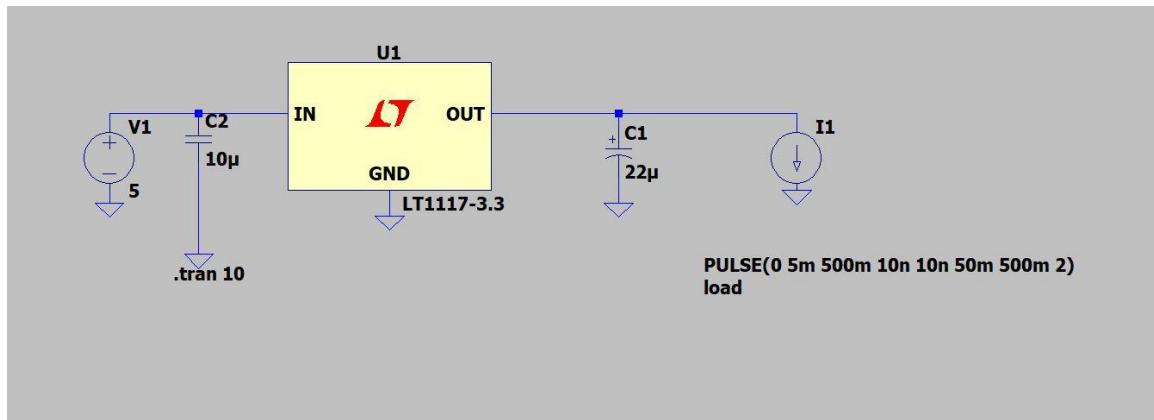 U1
IN
OUT
GND
LT1117-3.3
V1
5
C2
10µ
C1
22µ
I1
.tran 10
PULSE(0 5m 500m 10n 10n 50m 500m 2)
load